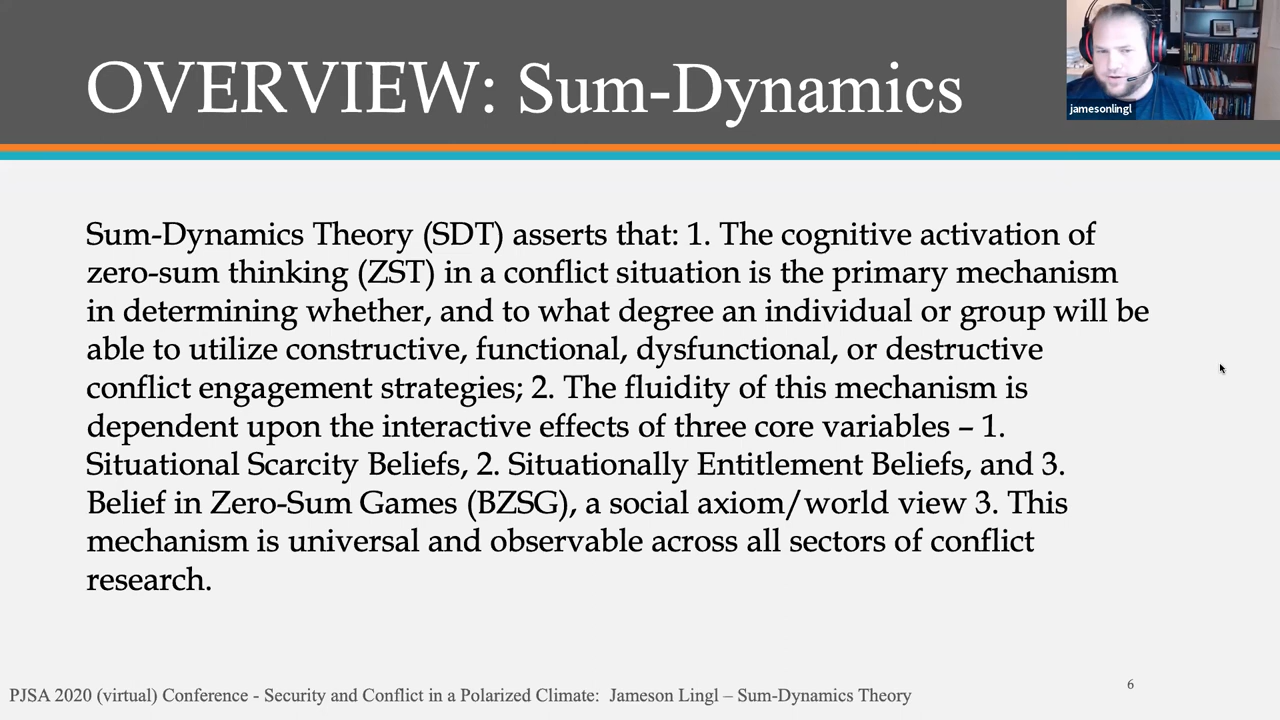 OVERVIEW: Sum-Dynamics
jamesonlingl
Sum-Dynamics Theory (SDT) asserts that: 1. The cognitive activation of
zero-sum thinking (ZST) in a conflict situation is the primary mechanism
in determining whether, and to what degree an individual or group will be
able to utilize constructive, functional, dysfunctional, or destructive
conflict engagement strategies; 2. The fluidity of this mechanism is
dependent upon the interactive effects of three core variables – 1.
Situational Scarcity Beliefs, 2. Situationally Entitlement Beliefs, and 3.
Belief in Zero-Sum Games (BZSG), a social axiom/world view 3. This
mechanism is universal and observable across all sectors of conflict
research.
PJSA 2020 (virtual) Conference - Security and Conflict in a Polarized Climate: Jameson Lingl – Sum-Dynamics Theory
6